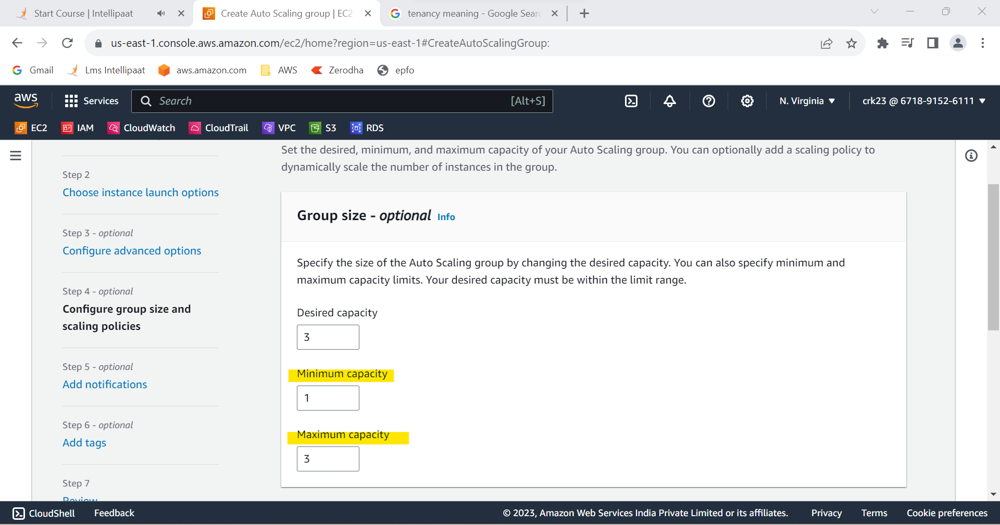 Start Course | Intellipaat
Create Auto Scaling group | EC2
tenancy meaning - Google Sear
us-east-1.console.aws.amazon.com/ec2/home?region=us-east-1#CreateAutoScalingGroup:
Gmail
Lms Intellipaat
aws.amazon.com
AWS
Zerodha
epfo
aws
Services
Search
[Alt+S]
N. Virginia
crk23 @ 6718-9152-6111
EC2
IAM
CloudWatch
CloudTrail
VPC
S3
RDS
Step 2
Choose instance launch options
Step 3 - optional
Configure advanced options
Step 4 - optional
Configure group size and
scaling policies
Step 5 - optional
Add notifications
Step 6 - optional
Add tags
Step 7
Review
Set the desired, minimum, and maximum capacity of your Auto Scaling group. You can optionally add a scaling policy to
dynamically scale the number of instances in the group.
Group size - optional Info
Specify the size of the Auto Scaling group by changing the desired capacity. You can also specify minimum and
maximum capacity limits. Your desired capacity must be within the limit range.
Desired capacity
3
Minimum capacity
1
Maximum capacity
3
CloudShell
Feedback
© 2023, Amazon Web Services India Private Limited or its affiliates.
Privacy
Terms
Cookie preferences